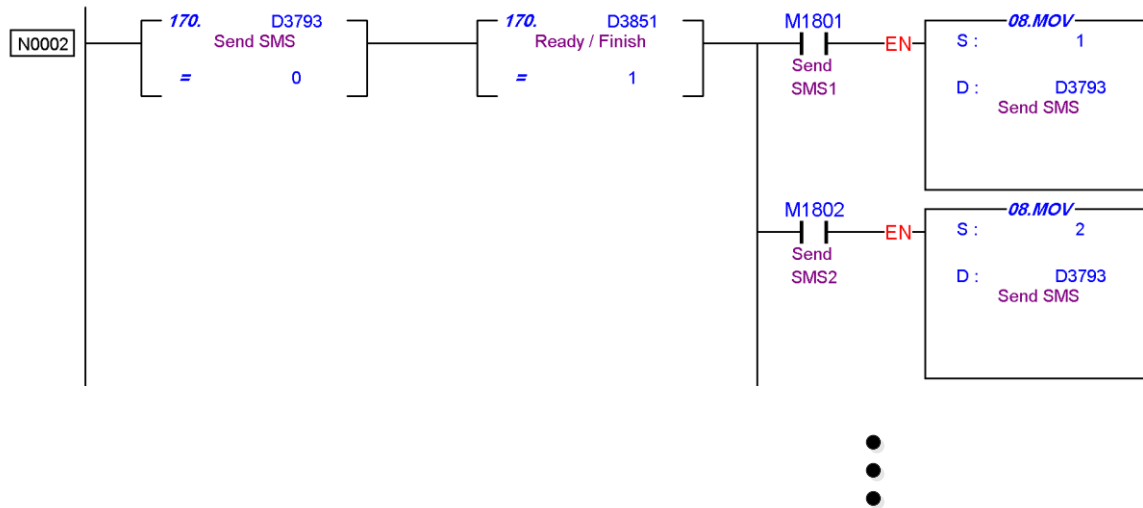 N0002
170. D3793
Send SMS
= 0
170. D3851
Ready / Finish
= 1
M1801
Send
SMS1
EN
08.MOV
S : 1
D : D3793
Send SMS
M1802
Send
SMS2
EN
08.MOV
S : 2
D : D3793
Send SMS